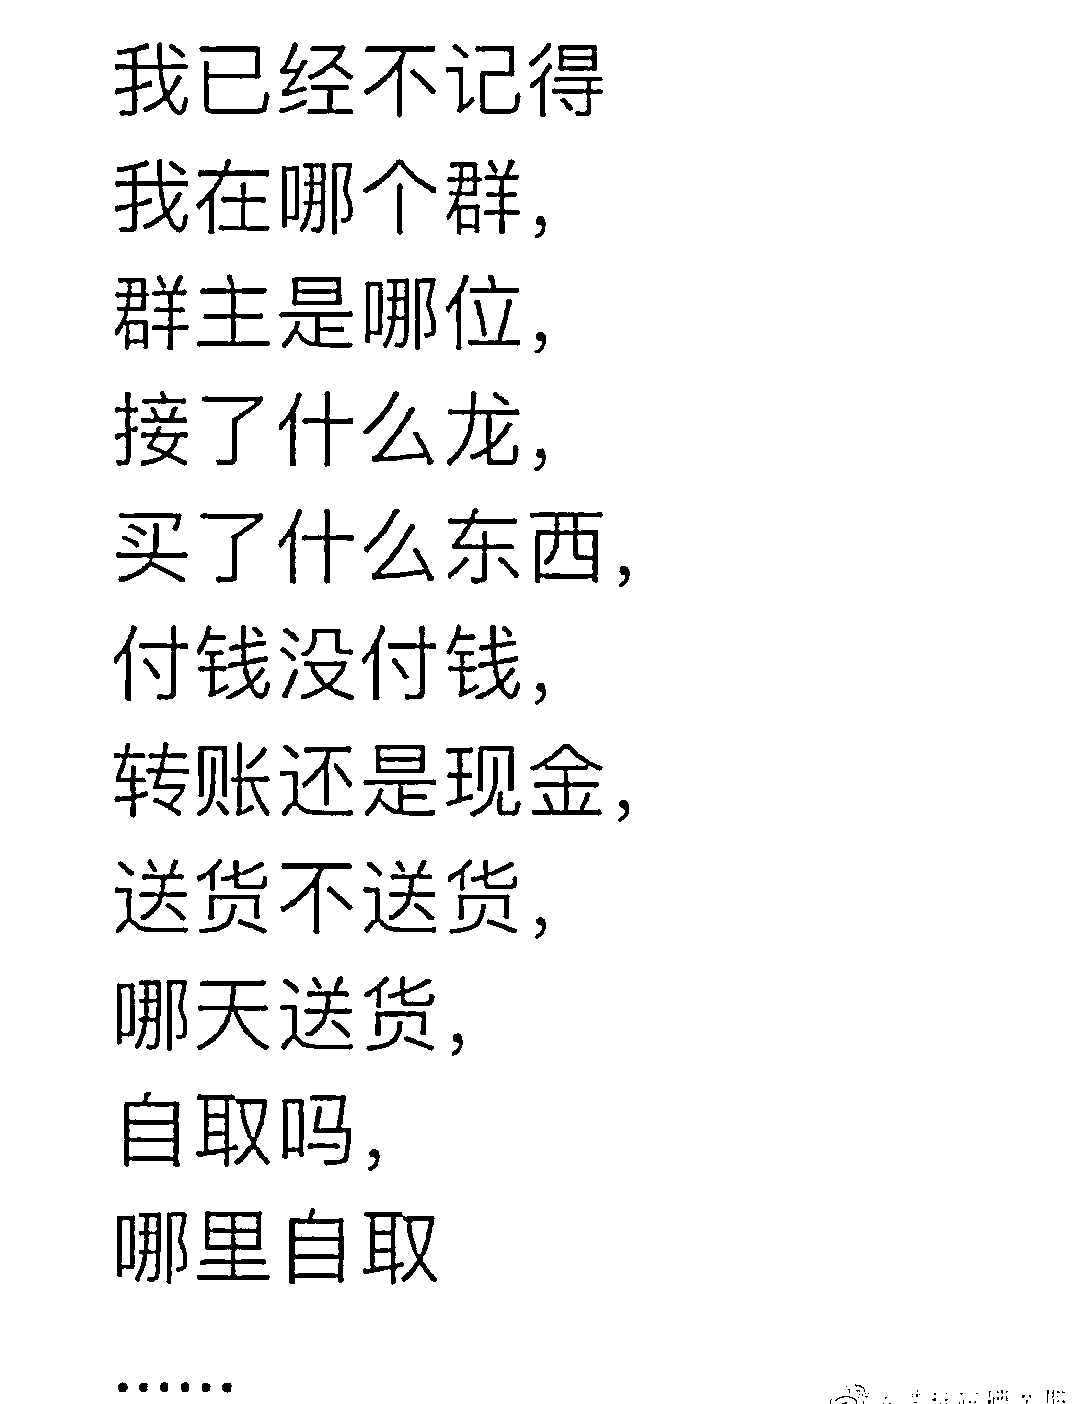 我已经不记得
我在哪个群，
群主是哪位，
接了什么龙，
买了什么东西，
付钱没付钱，
转账还是现金，
送货不送货，
哪天送货，
自取吗，
哪里自取
……